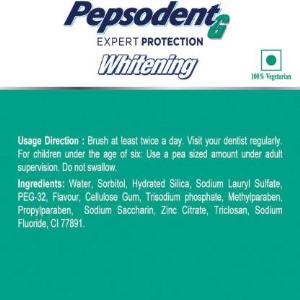 Pepsodent G
EXPERT PROTECTION
Whitening
100% Vegetarian
Usage Direction : Brush at least twice a day. Visit your dentist regularly.
For children under the age of six: Use a pea sized amount under adult
supervision. Do not swallow.
Ingredients: Water, Sorbitol, Hydrated Silica, Sodium Lauryl Sulfate,
PEG-32, Flavour, Cellulose Gum, Trisodium phosphate, Methylparaben,
Propylparaben, Sodium Saccharin, Zinc Citrate, Triclosan, Sodium
Fluoride, CI 77891.